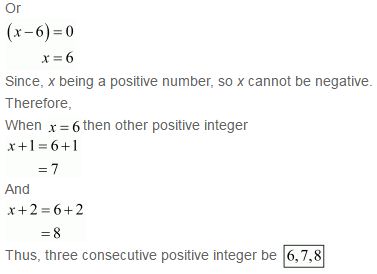 Or
(x−6)=0
x=6
Since, x being a positive number, so x cannot be negative.
Therefore,
When x=6 then other positive integer
x+1=6+1
=7
And
x+2=6+2
=8
Thus, three consecutive positive integer be 6,7,8